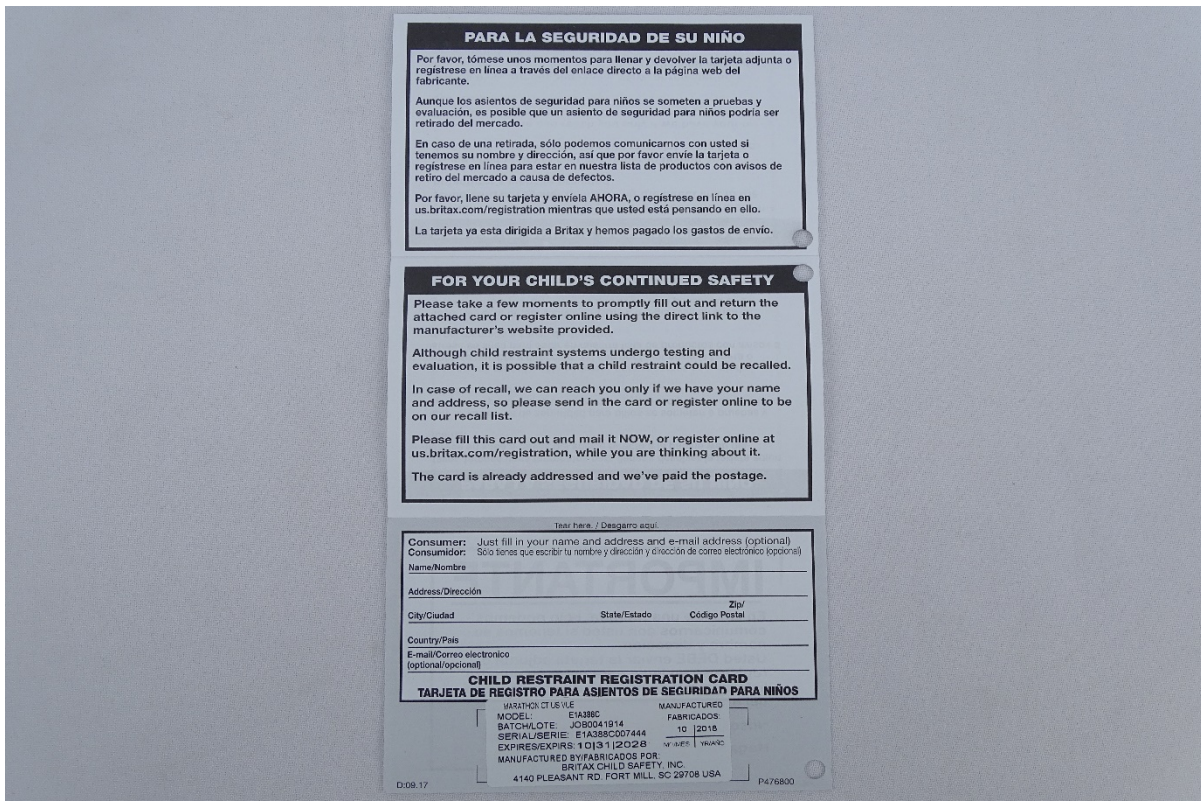 PARA LA SEGURIDAD DE SU NIÑO
Por favor, tómese unos momentos para llenar y devolver la tarjeta adjunta o
regístrese en línea a través del enlace directo a la página web del
fabricante.
Aunque los asientos de seguridad para niños se someten a pruebas y
evaluación, es posible que un asiento de seguridad para niños podría ser
retirado del mercado.
En caso de una retirada, sólo podemos comunicarnos con usted si
tenemos su nombre y dirección, así que por favor envíe la tarjeta o
regístrese en línea para estar en nuestra lista de productos con avisos de
retiro del mercado a causa de defectos.
Por favor, llene su tarjeta y envíela AHORA, o regístrese en línea en
us.britax.com/registration mientras que usted está pensando en ello.
La tarjeta ya esta dirigida a Britax y hemos pagado los gastos de envío.
FOR YOUR CHILD'S CONTINUED SAFETY
Please take a few moments to promptly fill out and return the
attached card or register online using the direct link to the
manufacturer's website provided.
Although child restraint systems undergo testing and
evaluation, it is possible that a child restraint could be recalled.
In case of recall, we can reach you only if we have your name
and address, so please send in the card or register online to be
on our recall list.
Please fill this card out and mail it NOW, or register online at
us.britax.com/registration, while you are thinking about it.
The card is already addressed and we've paid the postage.
Tear here. / Desgarro aquí.
Consumer: Just fill in your name and address and e-mail address (optional)
Consumidor: Sólo tienes que escribir tu nombre y dirección y dirección de correo electrónico (opcional)
Name/Nombre
Address/Dirección
City/Ciudad State/Estado Zip/
Código Postal
Country/País
E-mail/Correo electronico
(optional/opcional)
CHILD RESTRAINT REGISTRATION CARD
TARJETA DE REGISTRO PARA ASIENTOS DE SEGURIDAD PARA NIÑOS
MARATHON CT US VUE MANUFACTURED
MODEL: E1A388C FABRICADOS:
BATCH/LOTE: JOB0041914 10 | 2018
SERIAL/SERIE: E1A388C007444
EXPIRES/EXPIRS: 10|31|2028 YR/AÑO
MANUFACTURED BY/FABRICADOS POR:
BRITAX CHILD SAFETY, INC.
4140 PLEASANT RD. FORT MILL, SC 29708 USA
D:09.17 P476800